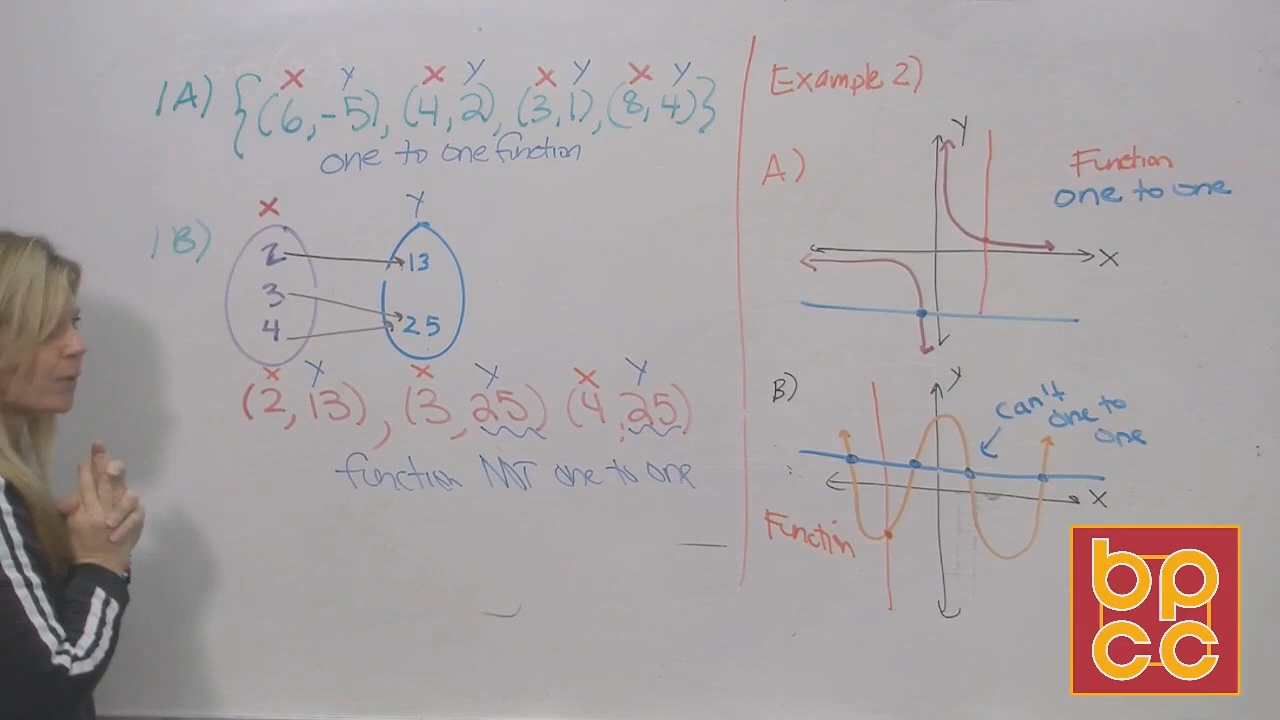 1A) {(6,-5), (4,2), (3,1), (8,4)}
X Y X Y X Y X Y
one to one function
1B)
X Y
2 13
3
4 25
X Y X Y X Y
(2,13), (3,25) (4,25)
function NOT one to one
Example 2)
A)
Y
Function
one to one
X
B)
Y
can't
one to
one
X
Function
bp
cc